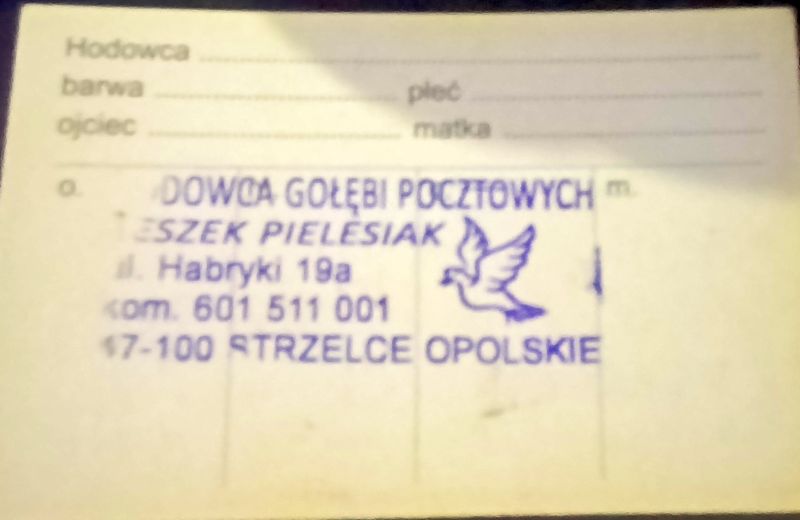 Hodowca
barwa płeć
ojciec matka
o. DOWCA GOŁĘBI POCZTOWYCH m.
ESZEK PIELESIAK
ul. Habryki 19a
kom. 601 511 001
47-100 STRZELCE OPOLSKIE